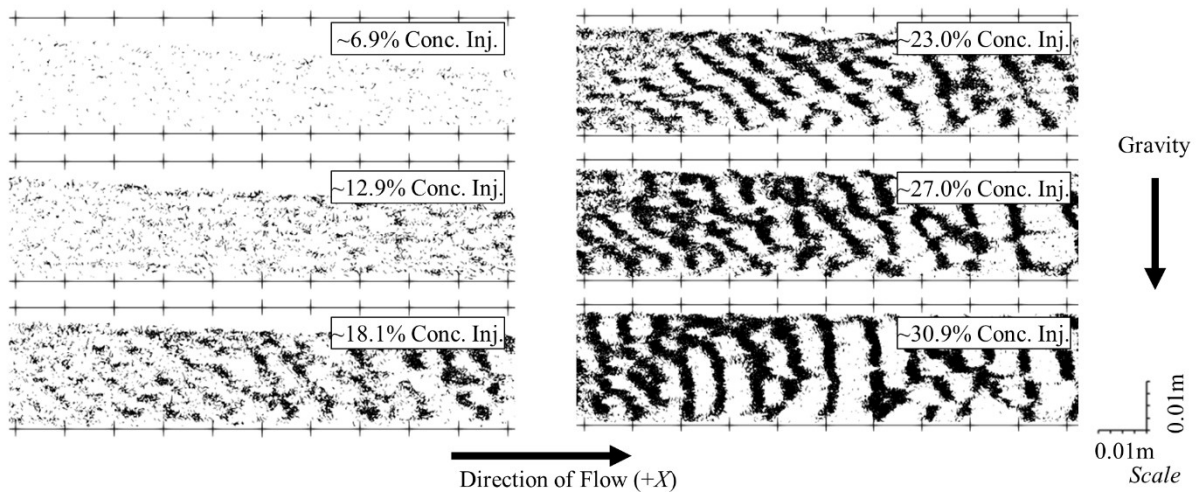 ~6.9% Conc. Inj.
~12.9% Conc. Inj.
~18.1% Conc. Inj.
~23.0% Conc. Inj.
~27.0% Conc. Inj.
~30.9% Conc. Inj.
Gravity
0.01m
0.01m
Scale
Direction of Flow (+X)